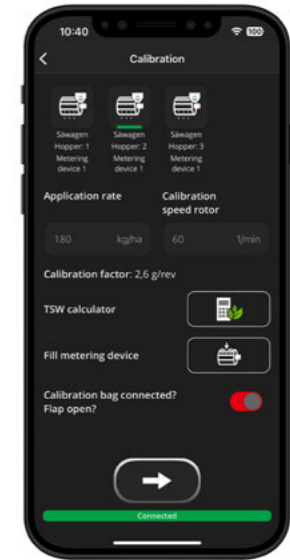 10:40
100
Calibration
Säwagen Säwagen Säwagen
Hopper: 1 Hopper: 2 Hopper: 3
Metering Metering Metering
device 1 device 1 device 1
Application rate Calibration
speed rotor
180 kg/ha 60 1/min
Calibration factor: 2,6 g/rev
TSW calculator
Fill metering device
Calibration bag connected?
Flap open?
Connected